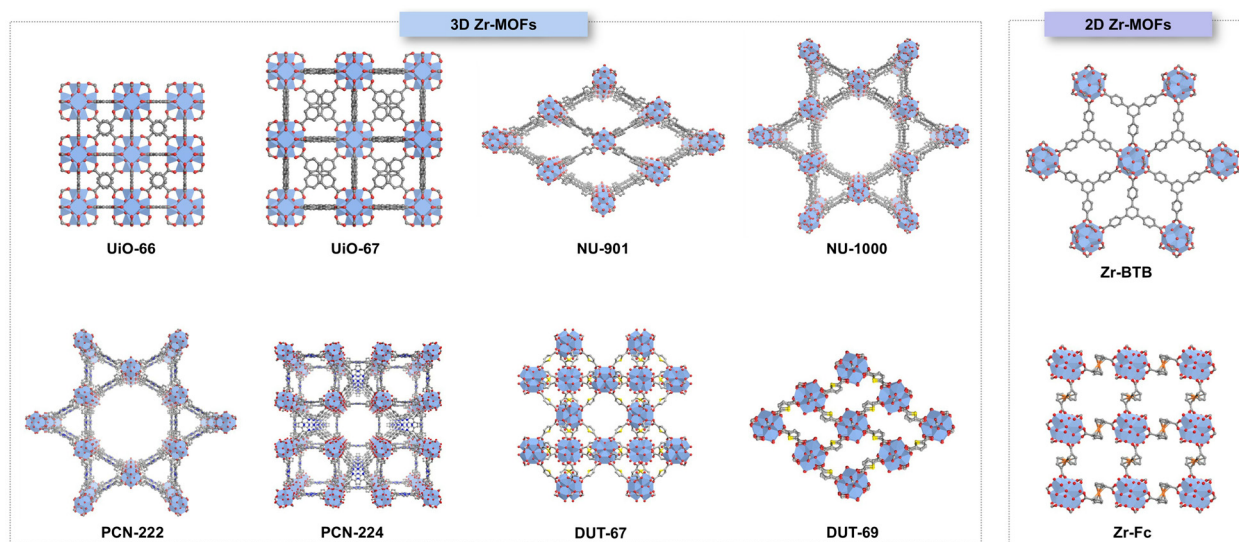 3D Zr-MOFs
2D Zr-MOFs
UiO-66
UiO-67
NU-901
NU-1000
Zr-BTB
PCN-222
PCN-224
DUT-67
DUT-69
Zr-Fc